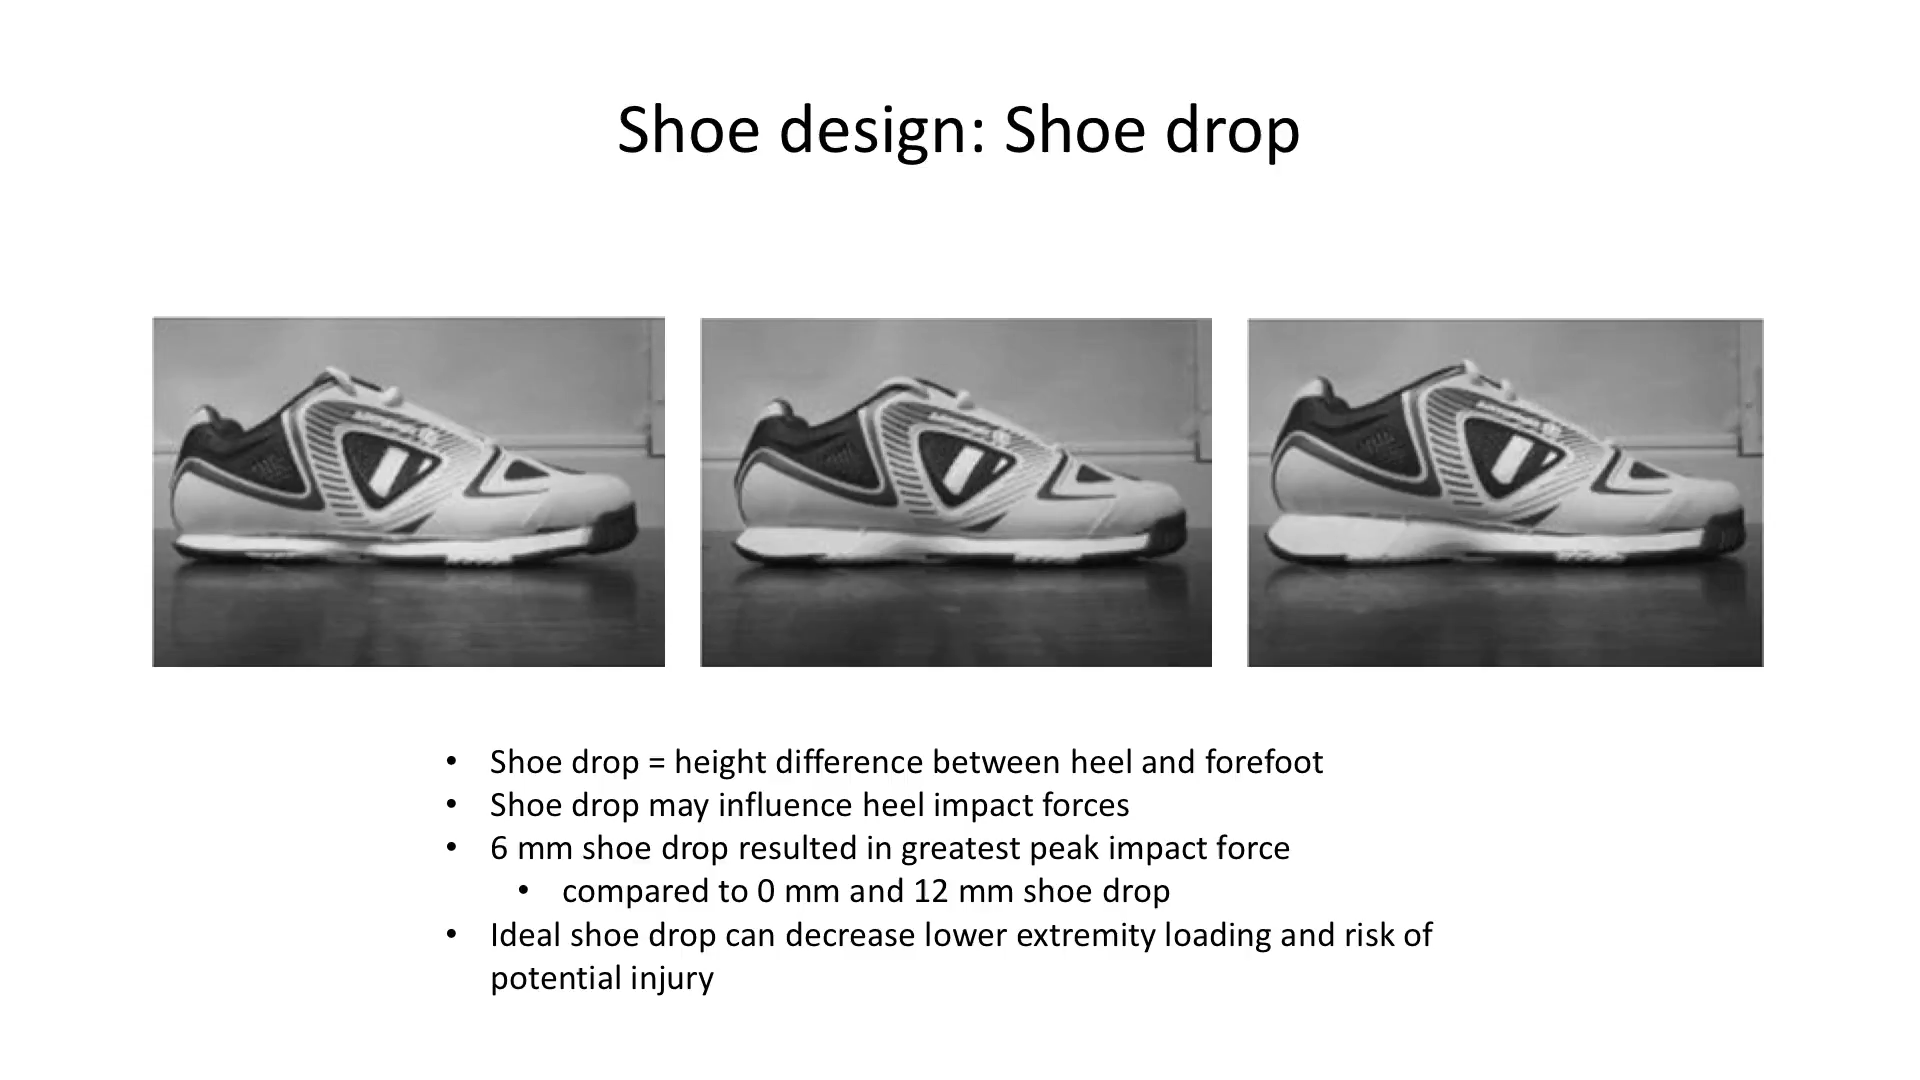 Shoe design: Shoe drop
• Shoe drop = height difference between heel and forefoot
• Shoe drop may influence heel impact forces
• 6 mm shoe drop resulted in greatest peak impact force
• compared to 0 mm and 12 mm shoe drop
• Ideal shoe drop can decrease lower extremity loading and risk of
potential injury